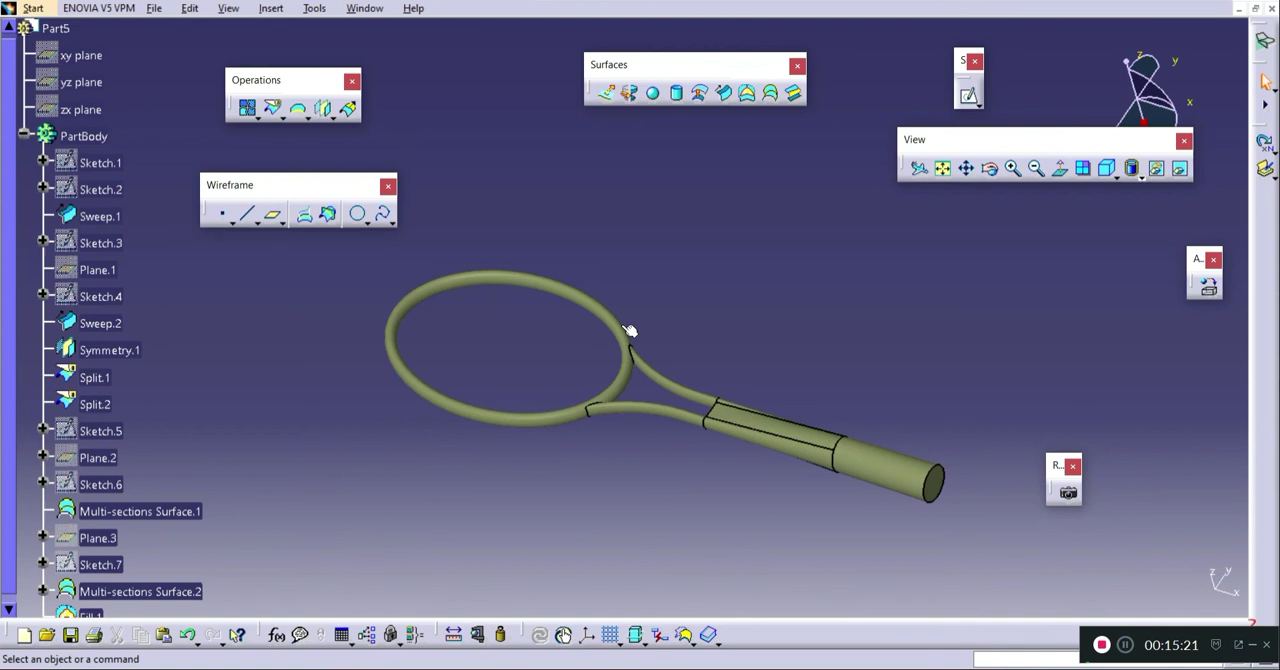 Start ENOVIA V5 VPM File Edit View Insert Tools Window Help
Part5
xy plane
yz plane
zx plane
PartBody
Sketch.1
Sketch.2
Sweep.1
Sketch.3
Plane.1
Sketch.4
Sweep.2
Symmetry.1
Split.1
Split.2
Sketch.5
Plane.2
Sketch.6
Multi-sections Surface.1
Plane.3
Sketch.7
Multi-sections Surface.2
Fill.1
Operations
Wireframe
Surfaces
S
View
A...
R...
z
y
x
z y
x
f(x)
00:15:21
Select an object or a command